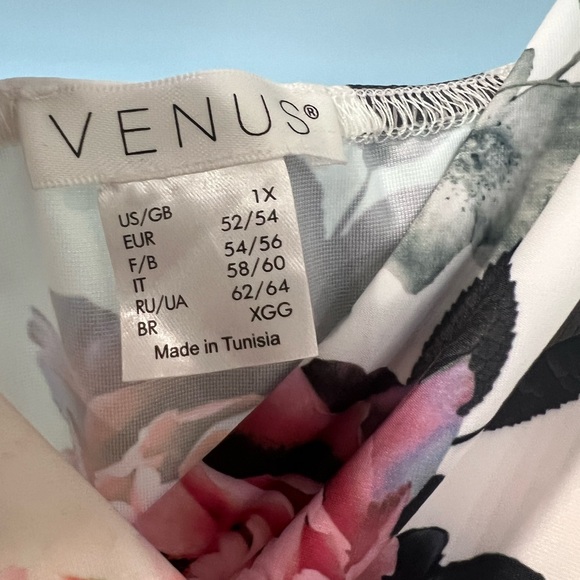 VENUS®
US/GB 1X
EUR 52/54
F/B 54/56
IT 58/60
RU/UA 62/64
BR XGG
Made in Tunisia